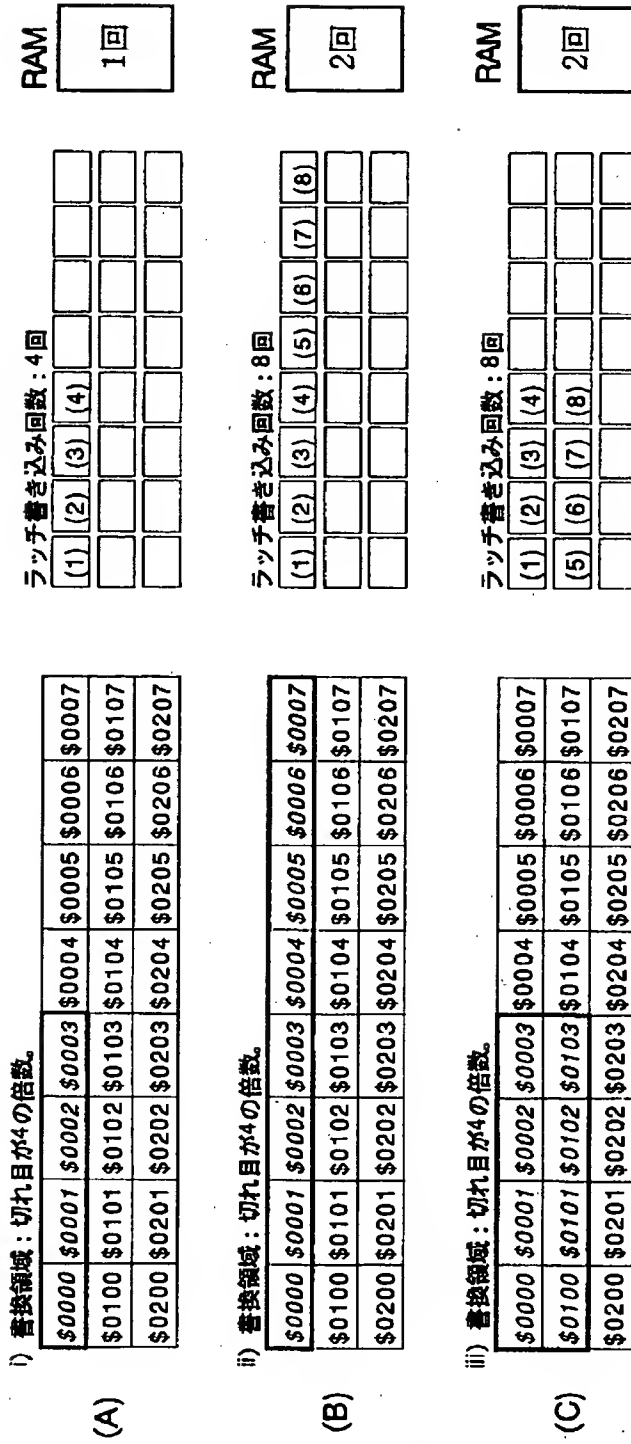 (A)
i) 書換領域:切れ目が4の倍数。
$0000 $0001 $0002 $0003 $0004 $0005 $0006 $0007
$0100 $0101 $0102 $0103 $0104 $0105 $0106 $0107
$0200 $0201 $0202 $0203 $0204 $0205 $0206 $0207
ラッチ書き込み回数:4回
(1) (2) (3) (4)
RAM
1回
(B)
ii) 書換領域:切れ目が4の倍数。
$0000 $0001 $0002 $0003 $0004 $0005 $0006 $0007
$0100 $0101 $0102 $0103 $0104 $0105 $0106 $0107
$0200 $0201 $0202 $0203 $0204 $0205 $0206 $0207
ラッチ書き込み回数:8回
(1) (2) (3) (4) (5) (6) (7) (8)
RAM
2回
(C)
iii) 書換領域:切れ目が4の倍数。
$0000 $0001 $0002 $0003 $0004 $0005 $0006 $0007
$0100 $0101 $0102 $0103 $0104 $0105 $0106 $0107
$0200 $0201 $0202 $0203 $0204 $0205 $0206 $0207
ラッチ書き込み回数:8回
(1) (2) (3) (4)
(5) (6) (7) (8)
RAM
2回